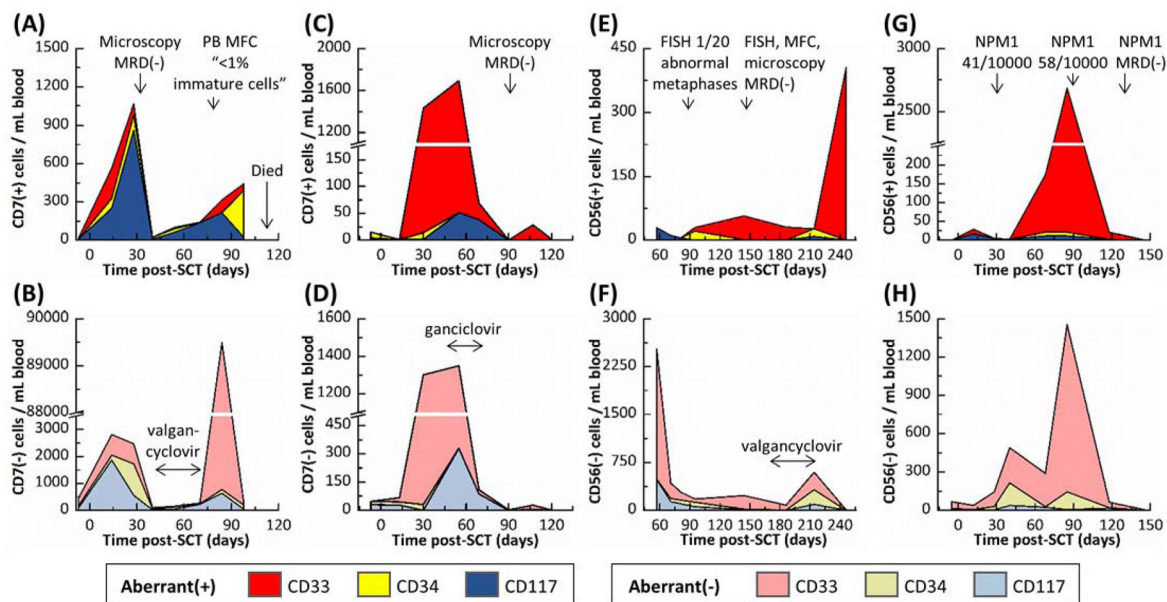 (A)
Microscopy
MRD(-)
PB MFC
“<1%
immature cells”
Died
1500
1200
900
600
300
0
CD7(+) cells / mL blood
0 30 60 90 120
Time post-SCT (days)
(C)
Microscopy
MRD(-)
2000
1800
1600
1400
1200
150
100
50
0
CD7(+) cells / mL blood
0 30 60 90 120
Time post-SCT (days)
(E)
FISH 1/20
abnormal
metaphases
FISH, MFC,
microscopy
MRD(-)
450
300
150
0
CD56(+) cells / mL blood
60 90 120 150 180 210 240
Time post-SCT (days)
(G)
NPM1
41/10000
NPM1
58/10000
NPM1
MRD(-)
3000
2500
200
150
100
50
0
CD56(+) cells / mL blood
0 30 60 90 120 150
Time post-SCT (days)
(B)
valgan-
cyclovir
90000
89000
88000
3000
2000
1000
0
CD7(-) cells / mL blood
0 30 60 90 120
Time post-SCT (days)
(D)
ganciclovir
1600
1400
1200
450
300
150
0
CD7(-) cells / mL blood
0 30 60 90 120
Time post-SCT (days)
(F)
valgancyclovir
3000
2250
1500
750
0
CD56(-) cells / mL blood
60 90 120 150 180 210 240
Time post-SCT (days)
(H)
1500
1200
900
600
300
0
CD56(-) cells / mL blood
0 30 60 90 120 150
Time post-SCT (days)
Aberrant(+) CD33 CD34 CD117
Aberrant(-) CD33 CD34 CD117